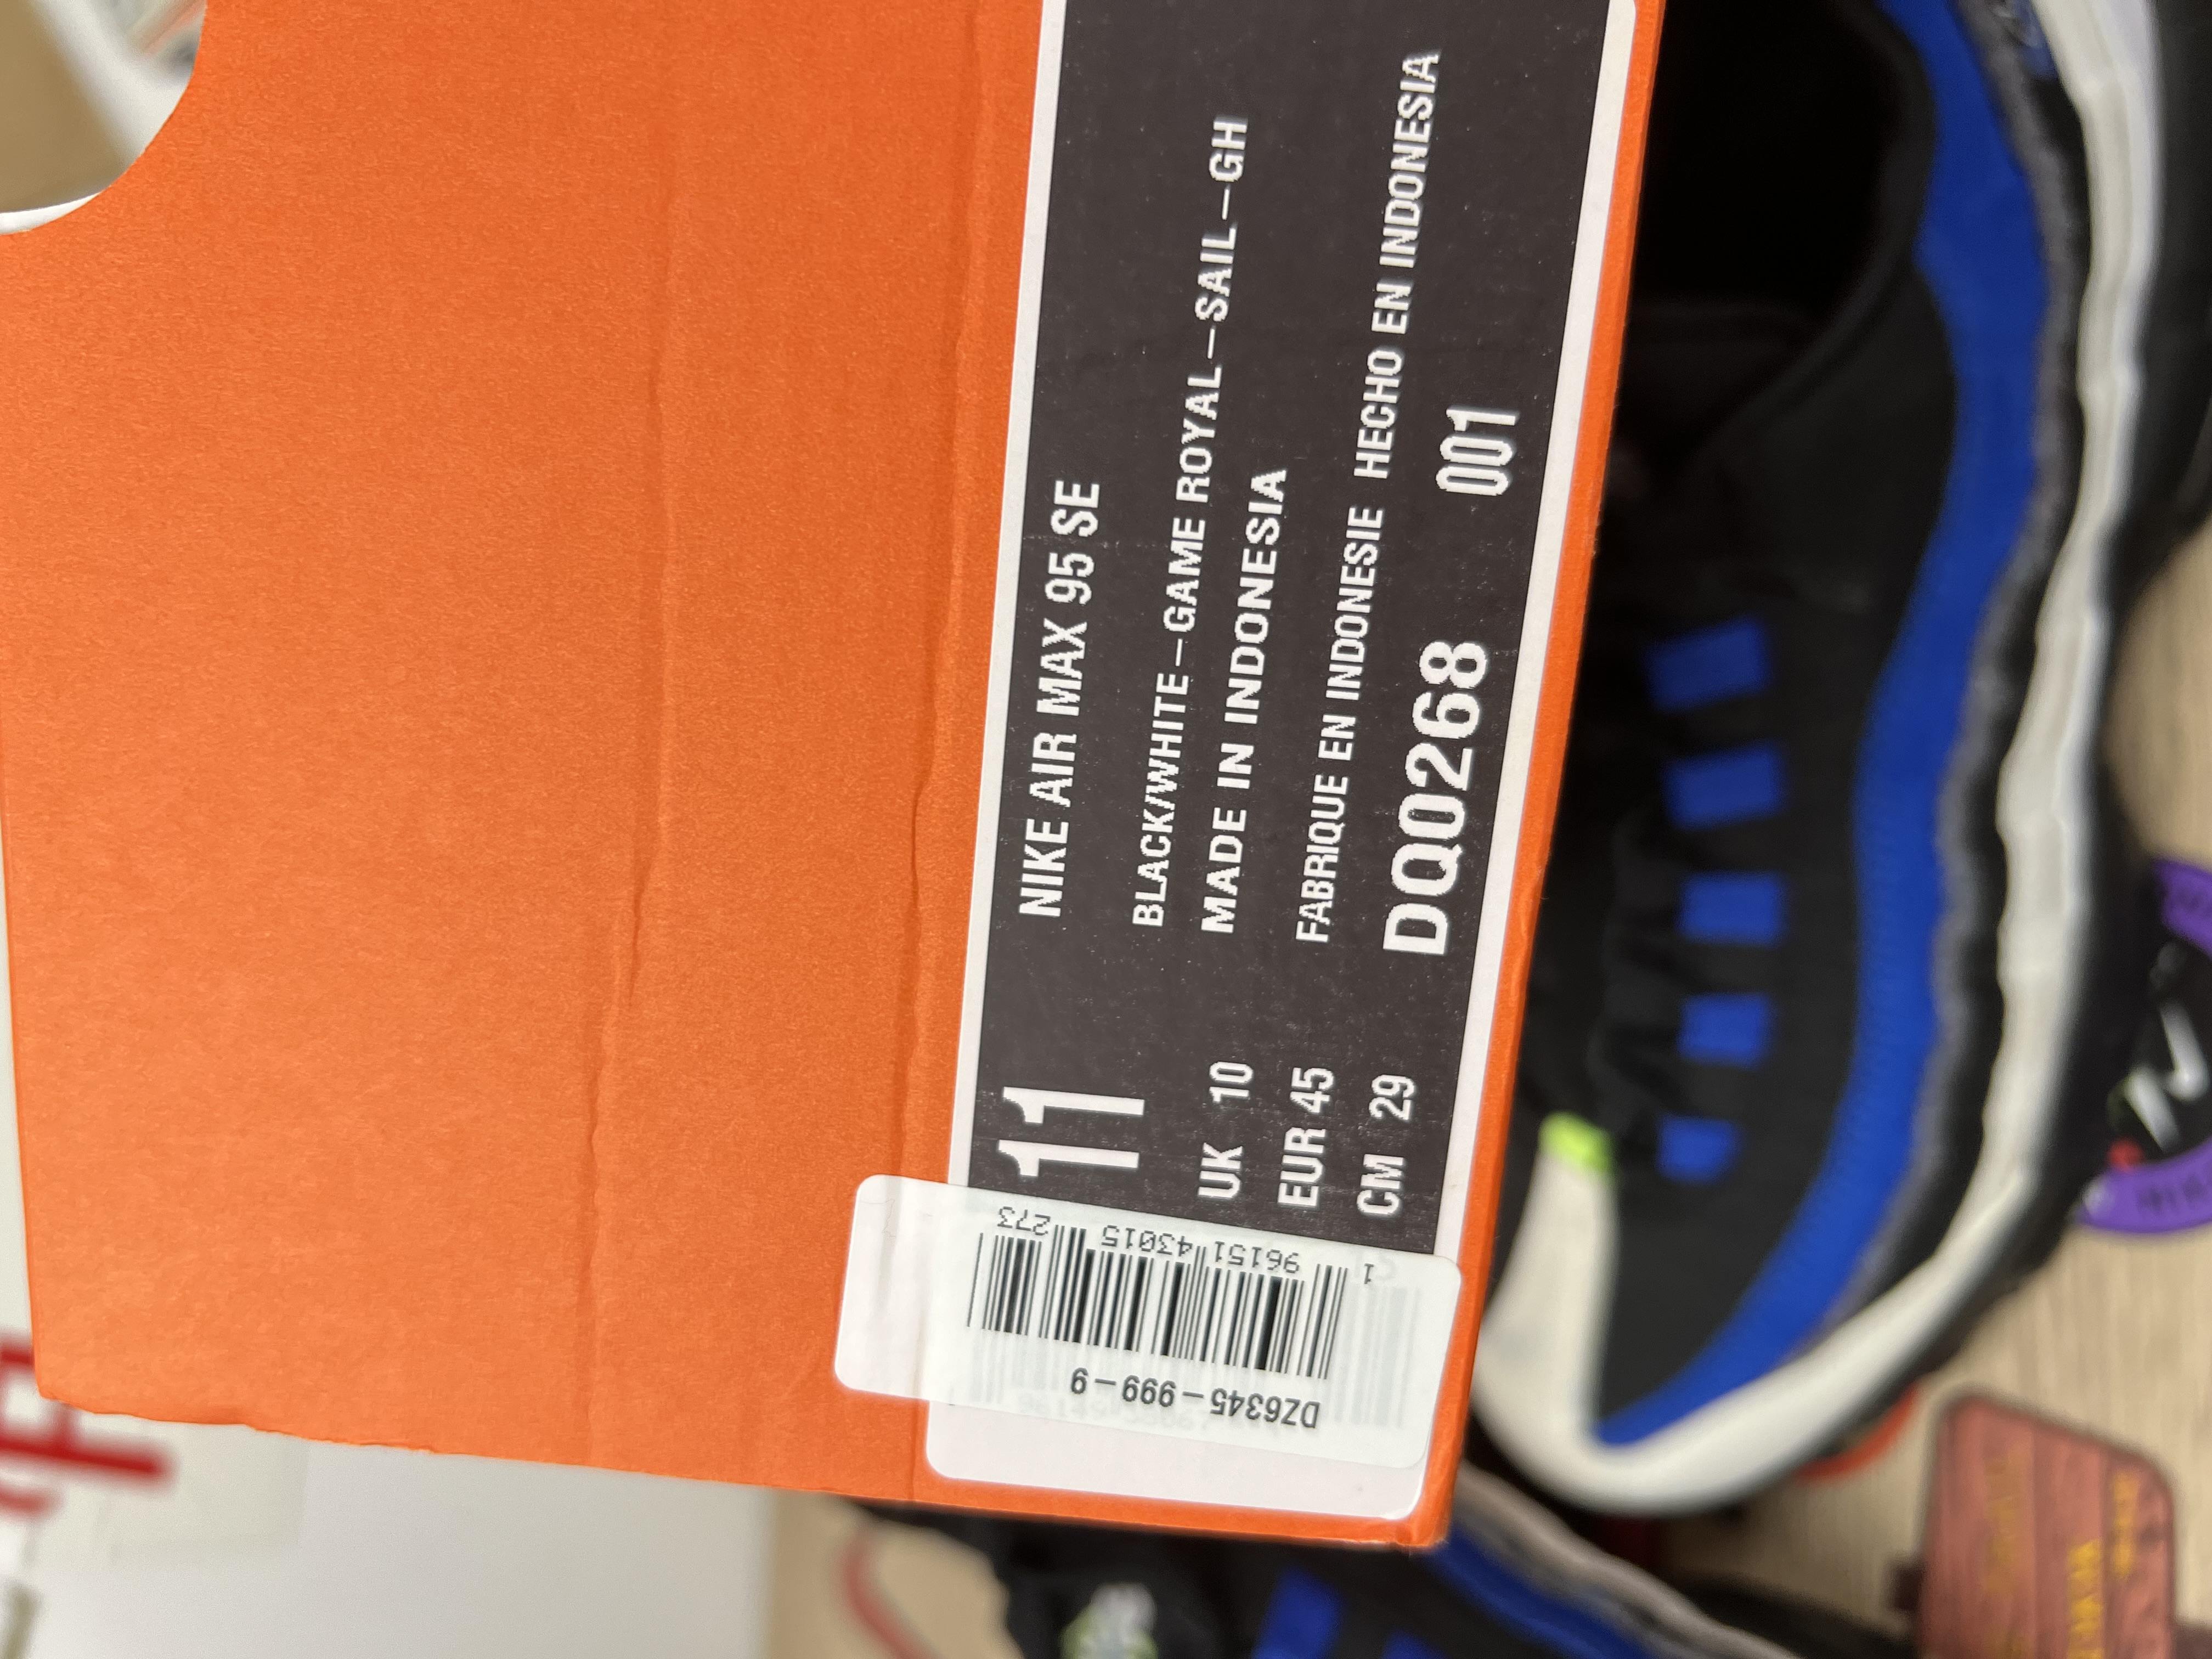 11
NIKE AIR MAX 95 SE
BLACK/WHITE–GAME ROYAL–SAIL–GH
UK 10
MADE IN INDONESIA
EUR 45
FABRIQUE EN INDONESIE HECHO EN INDONESIA
CM 29
DQ0268 001
DZ6345-999-9
1 96151 43015 273